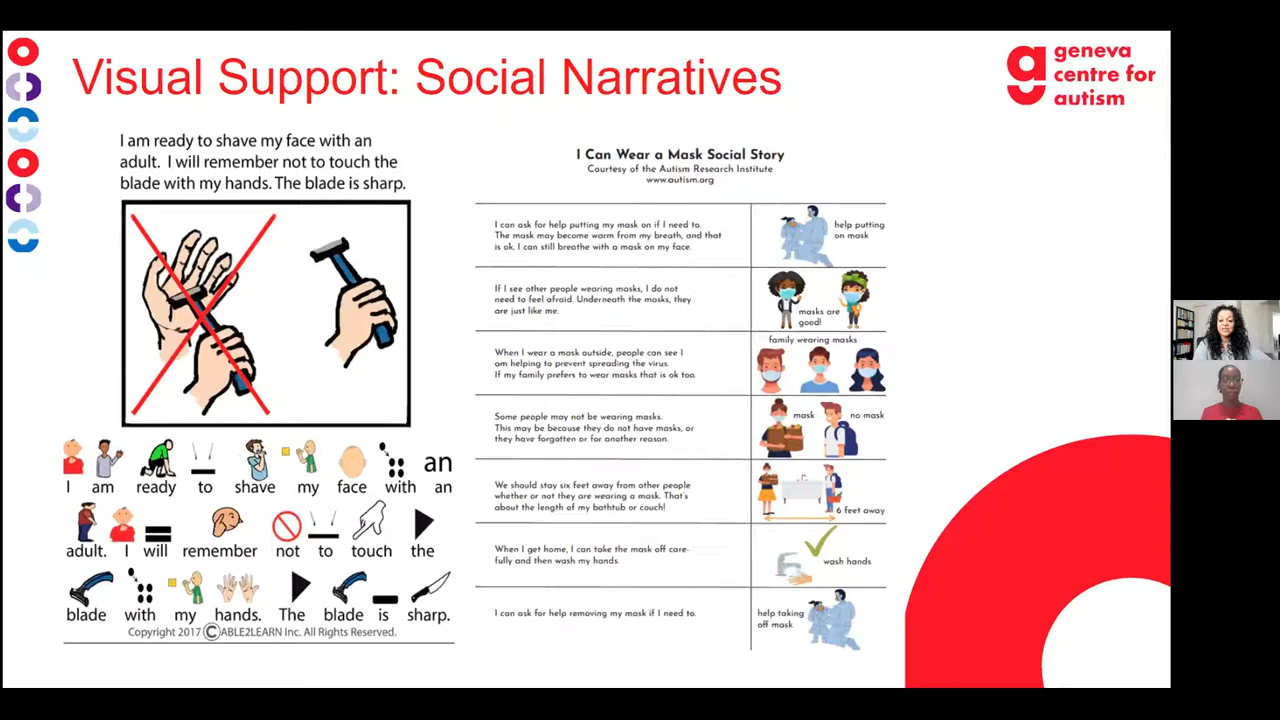 Visual Support: Social Narratives
geneva
centre for
autism
I am ready to shave my face with an
adult. I will remember not to touch the
blade with my hands. The blade is sharp.
an
I am ready to shave my face with an
adult. I will remember not to touch the
blade with my hands. The blade is sharp.
Copyright 2017 ©ABLE2LEARN Inc. All Rights Reserved.
I Can Wear a Mask Social Story
Courtesy of the Autism Research Institute
www.autism.org
I can ask for help putting my mask on if I need to.
The mask may become warm from my breath, and that
is ok. I can still breathe with a mask on my face.
help putting
on mask
If I see other people wearing masks, I do not
need to feel afraid. Underneath the masks, they
are just like me.
masks are
good!
When I wear a mask outside, people can see I
am helping to prevent spreading the virus.
If my family prefers to wear masks that is ok too.
family wearing masks
Some people may not be wearing masks.
This may be because they do not have masks, or
they have forgotten or for another reason.
mask
no mask
We should stay six feet away from other people
whether or not they are wearing a mask. That's
about the length of my bathtub or couch!
6 feet away
When I get home, I can take the mask off care-
fully and then wash my hands.
wash hands
I can ask for help removing my mask if I need to.
help taking
off mask